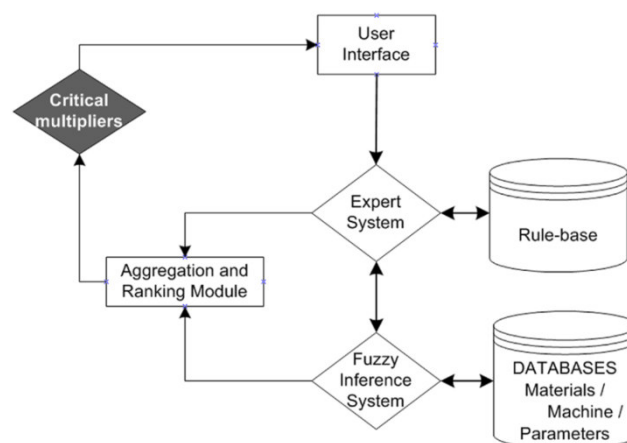 User
Interface
Critical
multipliers
Expert
System
Rule-base
Aggregation and
Ranking Module
Fuzzy
Inference
System
DATABASES
Materials /
Machine /
Parameters